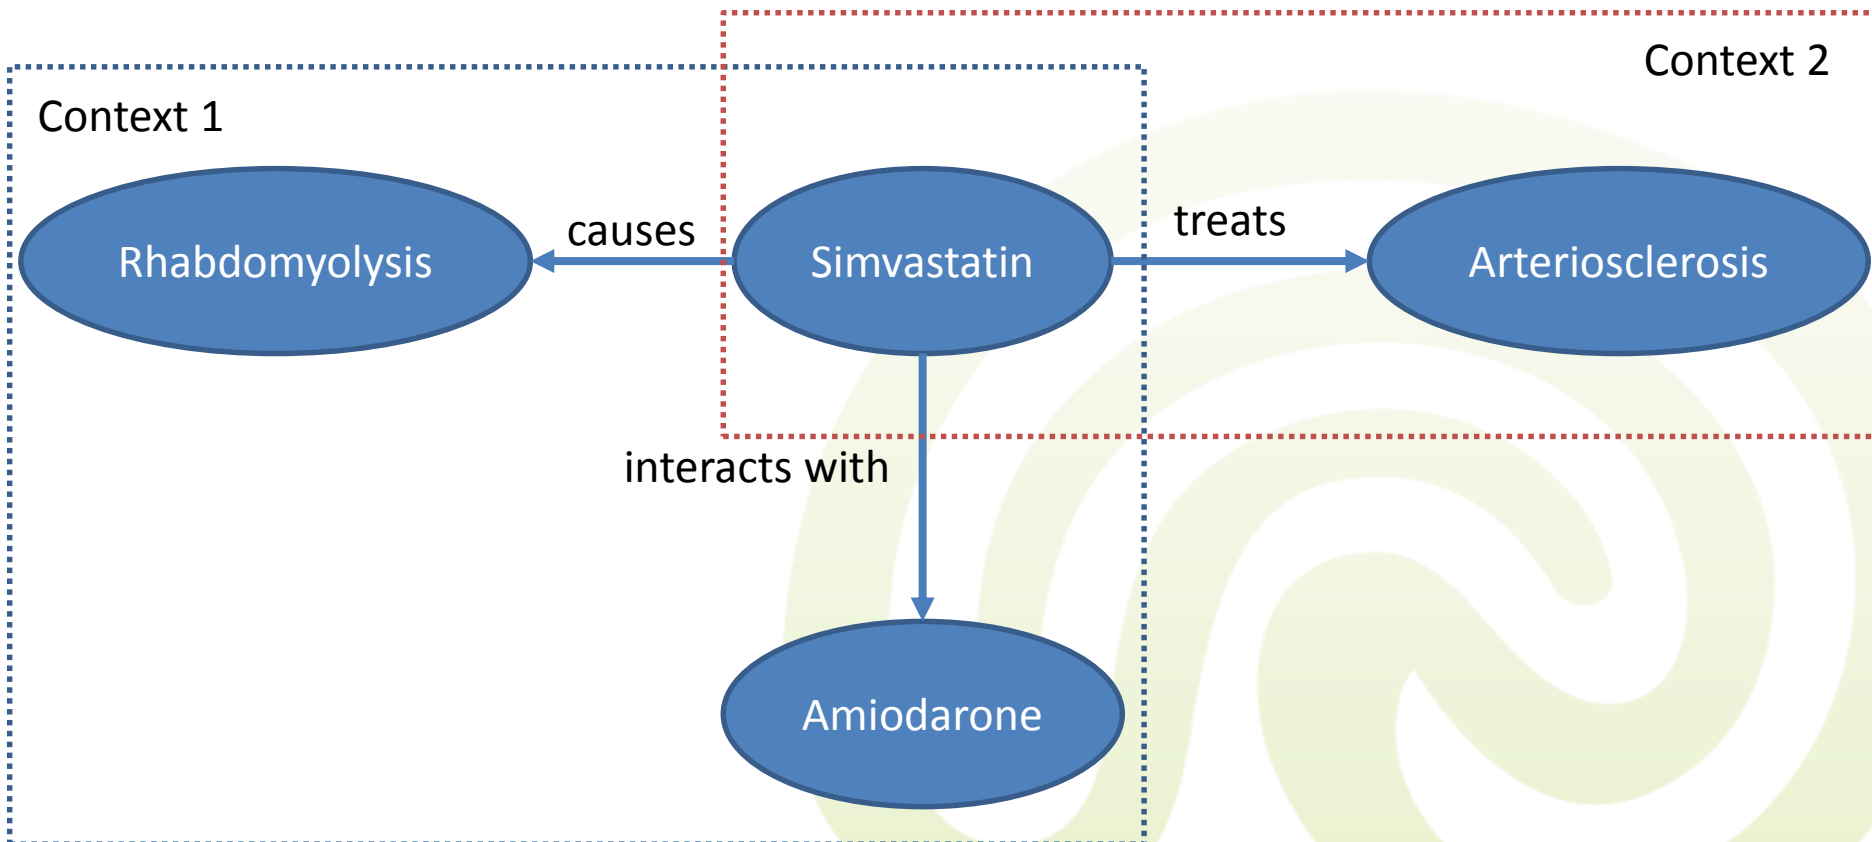 Context 2
Context 1
Rhabdomyolysis
causes
Simvastatin
treats
Arteriosclerosis
interacts with
Amiodarone